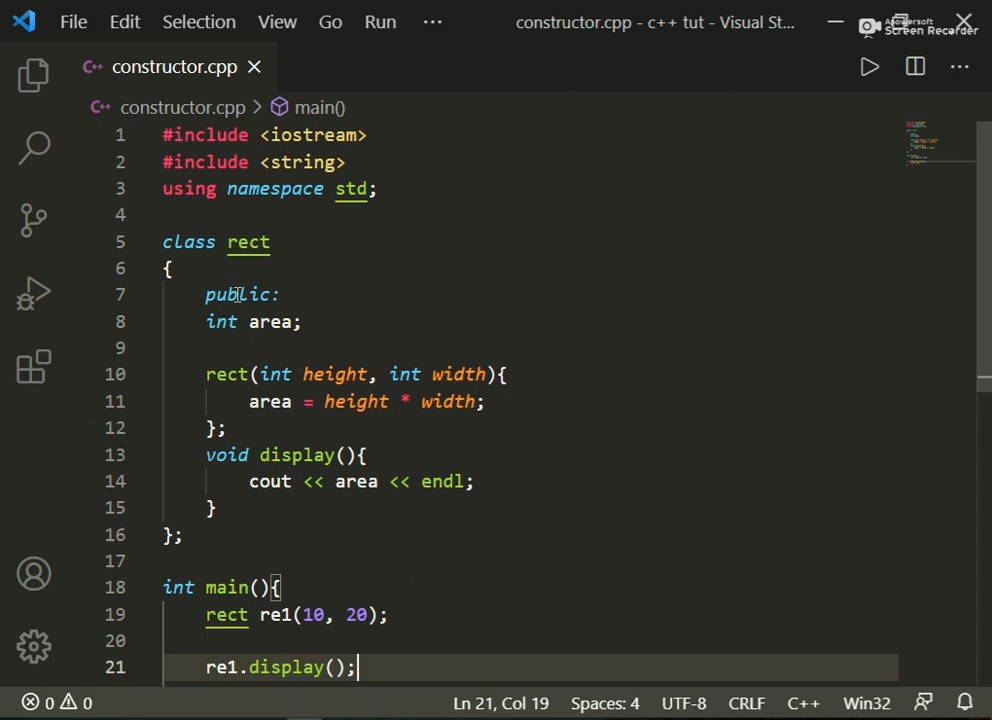 File Edit Selection View Go Run ··· constructor.cpp - c++ tut - Visual St...
Apowersoft
Screen Recorder
C++ constructor.cpp
C++ constructor.cpp > main()
1 #include <iostream>
2 #include <string>
3 using namespace std;
4
5 class rect
6 {
7     public:
8     int area;
9
10     rect(int height, int width){
11         area = height * width;
12     };
13     void display(){
14         cout << area << endl;
15     }
16 };
17
18 int main(){
19     rect re1(10, 20);
20
21     re1.display();
0 0 Ln 21, Col 19 Spaces: 4 UTF-8 CRLF C++ Win32